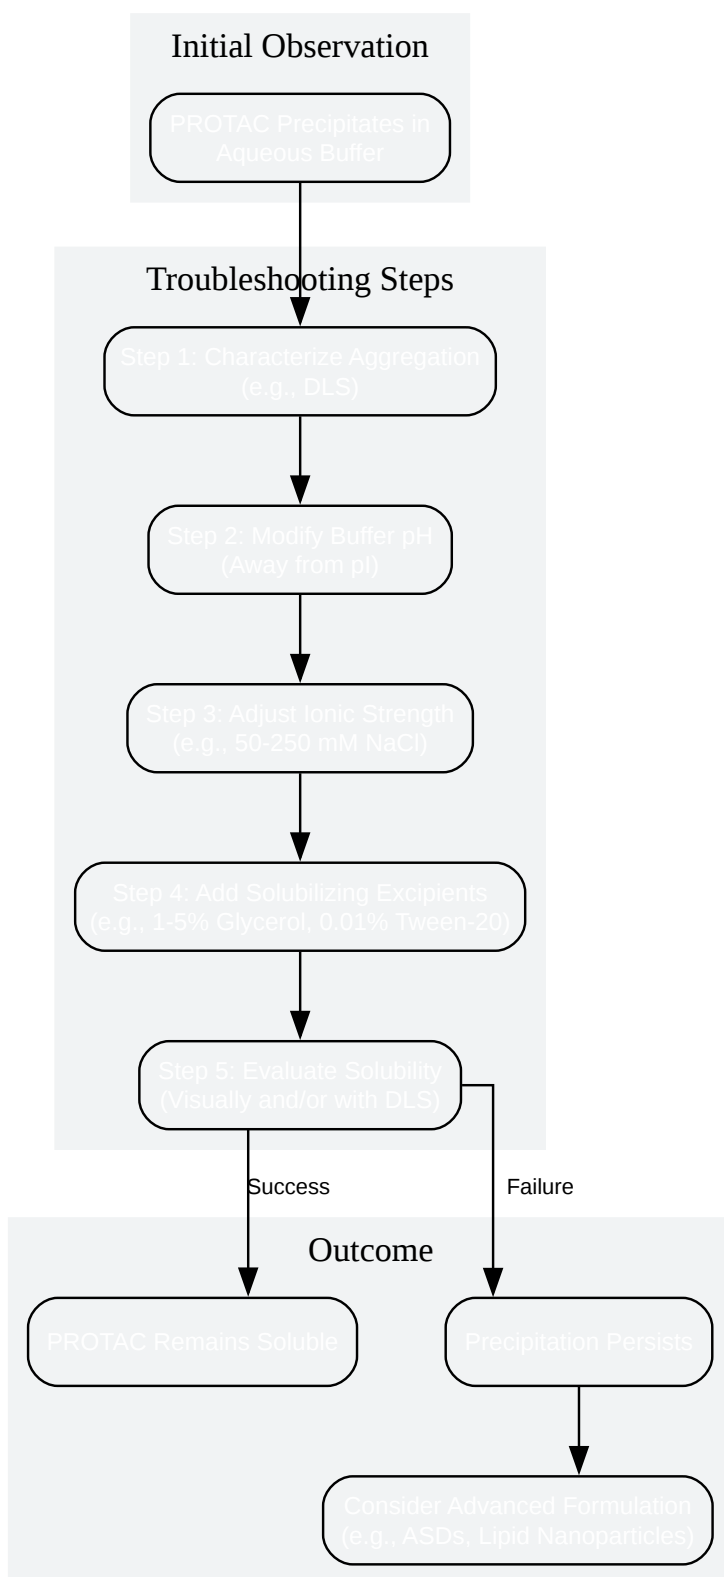 Initial Observation
PROTAC Precipitates in
Aqueous Buffer
Troubleshooting Steps
Step 1: Characterize Aggregation
(e.g., DLS)
Step 2: Modify Buffer pH
(Away from pI)
Step 3: Adjust Ionic Strength
(e.g., 50-250 mM NaCl)
Step 4: Add Solubilizing Excipients
(e.g., 1-5% Glycerol, 0.01% Tween-20)
Step 5: Evaluate Solubility
(Visually and/or with DLS)
Success
Failure
Outcome
PROTAC Remains Soluble
Precipitation Persists
Consider Advanced Formulation
(e.g., ASDs, Lipid Nanoparticles)